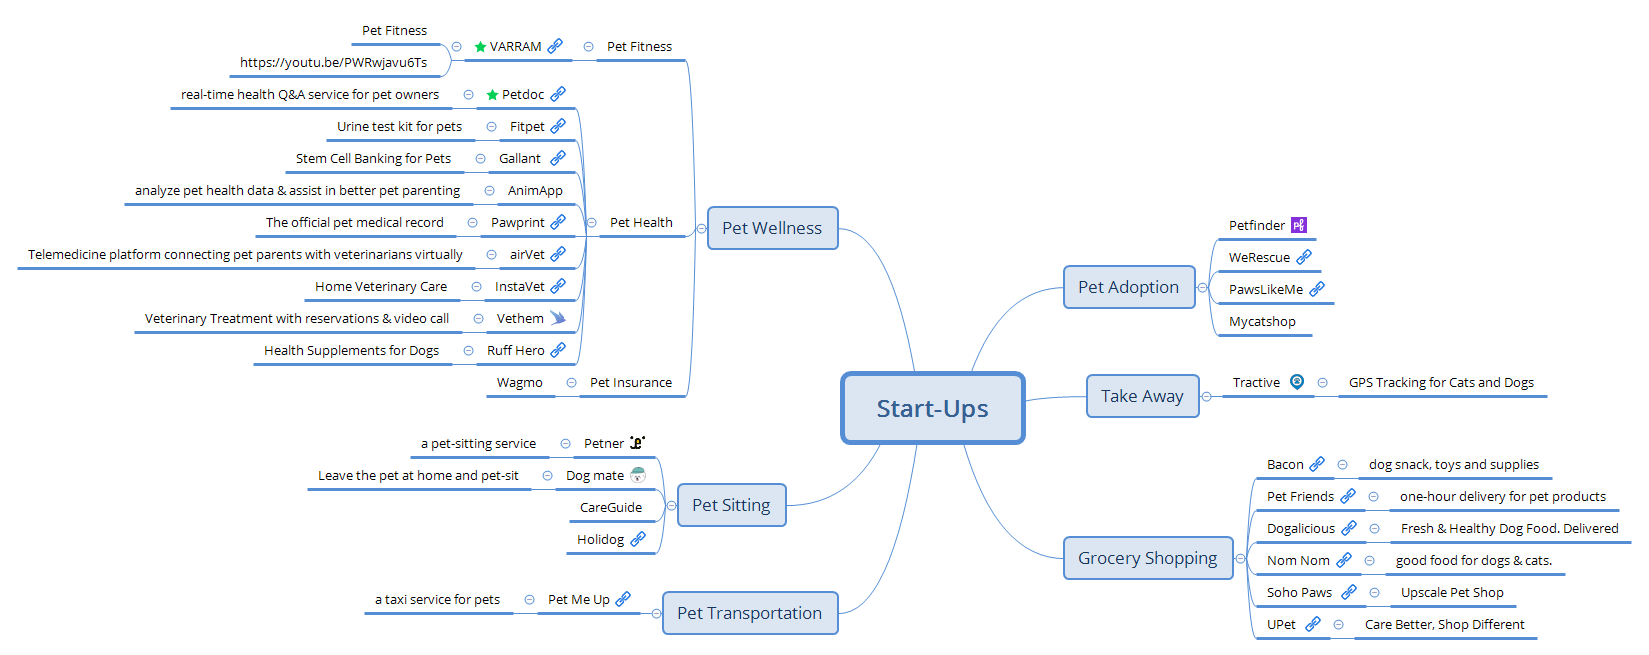 Start-Ups
Pet Wellness
Pet Fitness
VARRAM
Pet Fitness
https://youtu.be/PWRwjavu6Ts
Pet Health
Petdoc
real-time health Q&A service for pet owners
Fitpet
Urine test kit for pets
Gallant
Stem Cell Banking for Pets
AnimApp
analyze pet health data & assist in better pet parenting
Pawprint
The official pet medical record
airVet
Telemedicine platform connecting pet parents with veterinarians virtually
InstaVet
Home Veterinary Care
Vethem
Veterinary Treatment with reservations & video call
Ruff Hero
Health Supplements for Dogs
Pet Insurance
Wagmo
Pet Sitting
Petner
a pet-sitting service
Dog mate
Leave the pet at home and pet-sit
CareGuide
Holidog
Pet Transportation
Pet Me Up
a taxi service for pets
Pet Adoption
Petfinder
WeRescue
PawsLikeMe
Mycatshop
Take Away
Tractive
GPS Tracking for Cats and Dogs
Grocery Shopping
Bacon
dog snack, toys and supplies
Pet Friends
one-hour delivery for pet products
Dogalicious
Fresh & Healthy Dog Food. Delivered
Nom Nom
good food for dogs & cats.
Soho Paws
Upscale Pet Shop
UPet
Care Better, Shop Different